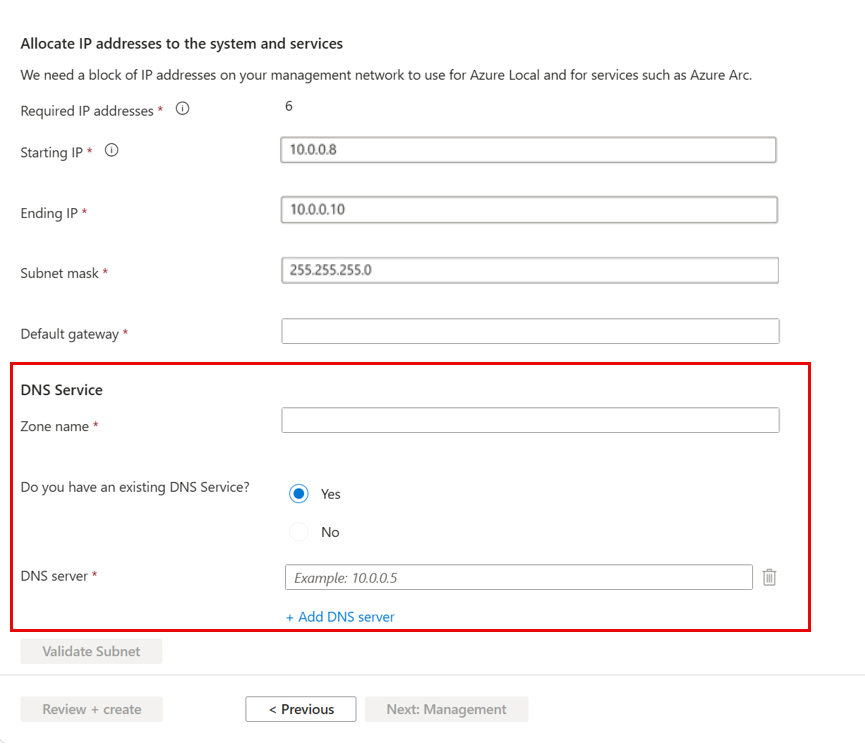 Allocate IP addresses to the system and services
We need a block of IP addresses on your management network to use for Azure Local and for services such as Azure Arc.
Required IP addresses * 6
Starting IP * 10.0.0.8
Ending IP * 10.0.0.10
Subnet mask * 255.255.255.0
Default gateway *
DNS Service
Zone name *
Do you have an existing DNS Service? Yes
No
DNS server * Example: 10.0.0.5
+ Add DNS server
Validate Subnet
Review + create < Previous Next: Management